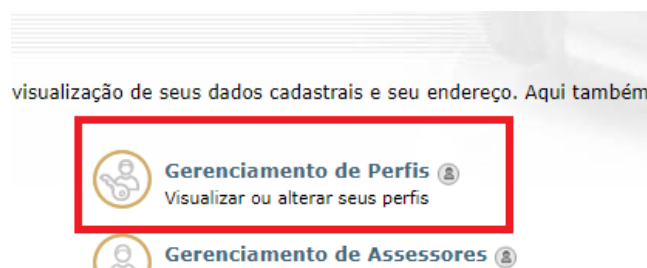 visualização de seus dados cadastrais e seu endereço. Aqui também
Gerenciamento de Perfis
Visualizar ou alterar seus perfis
Gerenciamento de Assessores